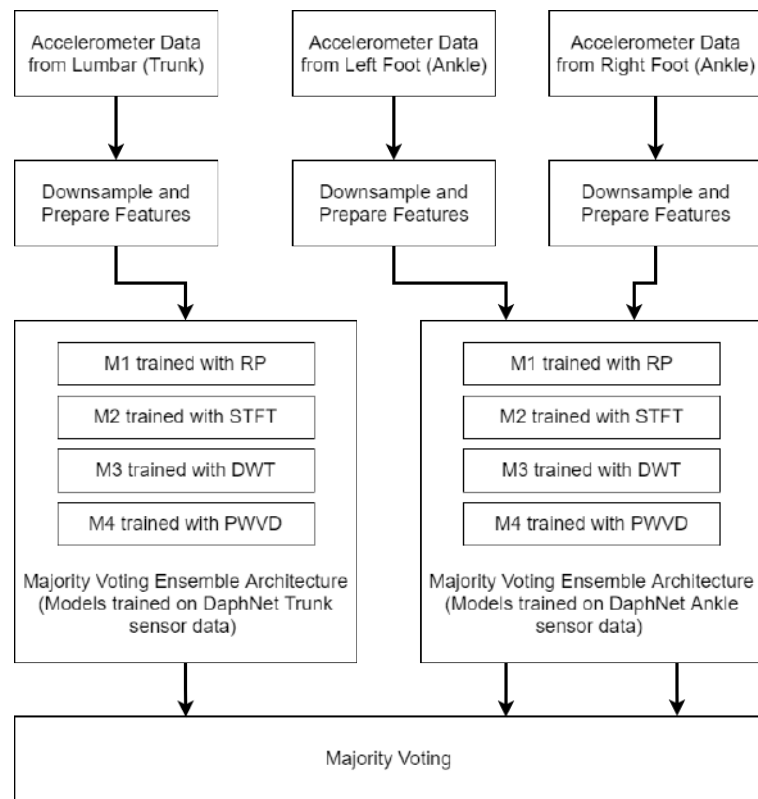 Accelerometer Data
from Lumbar (Trunk)
Accelerometer Data
from Left Foot (Ankle)
Accelerometer Data
from Right Foot (Ankle)
Downsample and
Prepare Features
Downsample and
Prepare Features
Downsample and
Prepare Features
M1 trained with RP
M2 trained with STFT
M3 trained with DWT
M4 trained with PWVD
Majority Voting Ensemble Architecture
(Models trained on DaphNet Trunk
sensor data)
M1 trained with RP
M2 trained with STFT
M3 trained with DWT
M4 trained with PWVD
Majority Voting Ensemble Architecture
(Models trained on DaphNet Ankle
sensor data)
Majority Voting